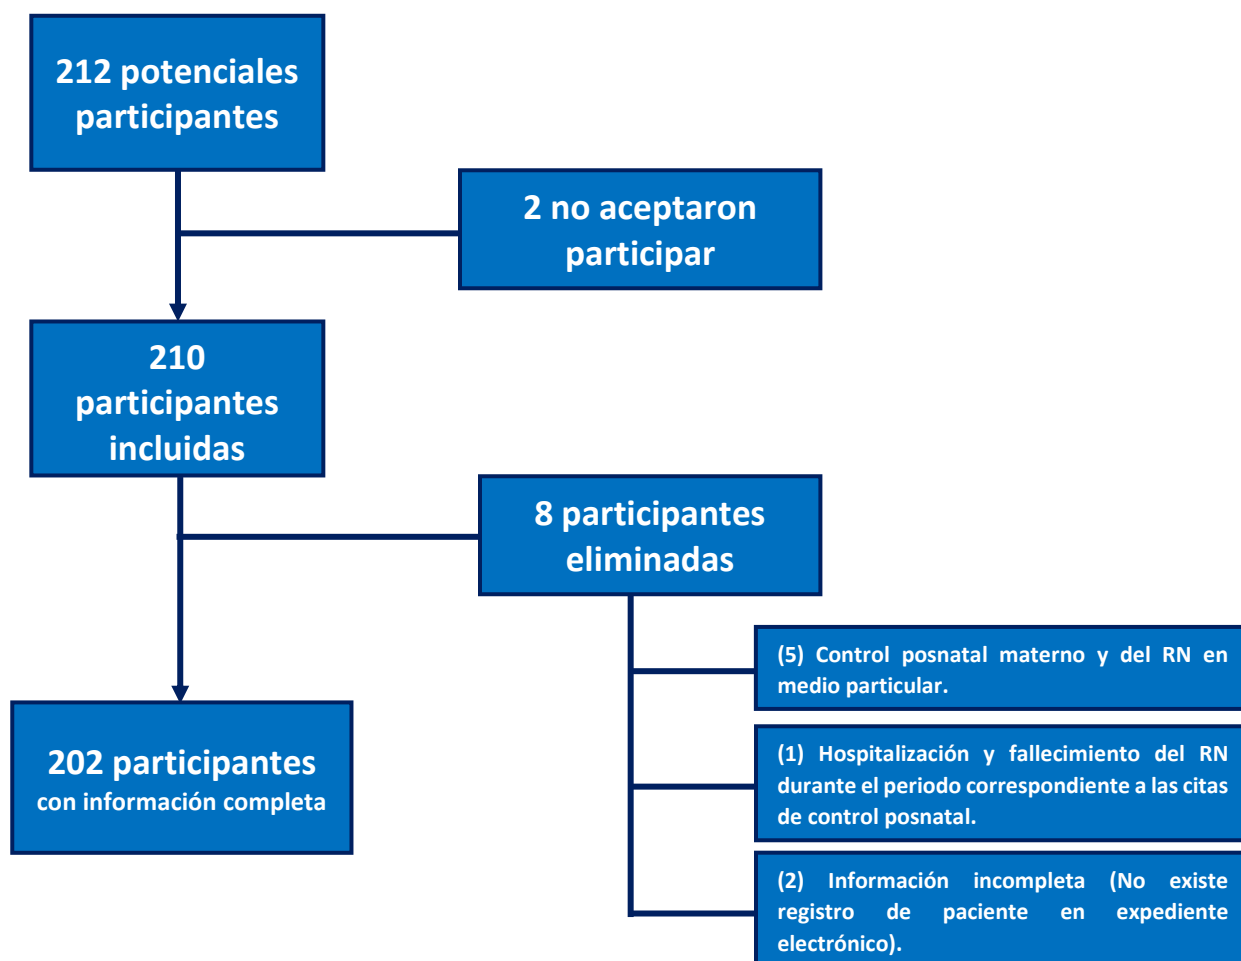 212 potenciales
participantes
2 no aceptaron
participar
210
participantes
incluidas
8 participantes
eliminadas
(5) Control posnatal materno y del RN en
medio particular.
202 participantes
con información completa
(1) Hospitalización y fallecimiento del RN
durante el periodo correspondiente a las citas
de control posnatal.
(2) Información incompleta (No existe
registro de paciente en expediente
electrónico).